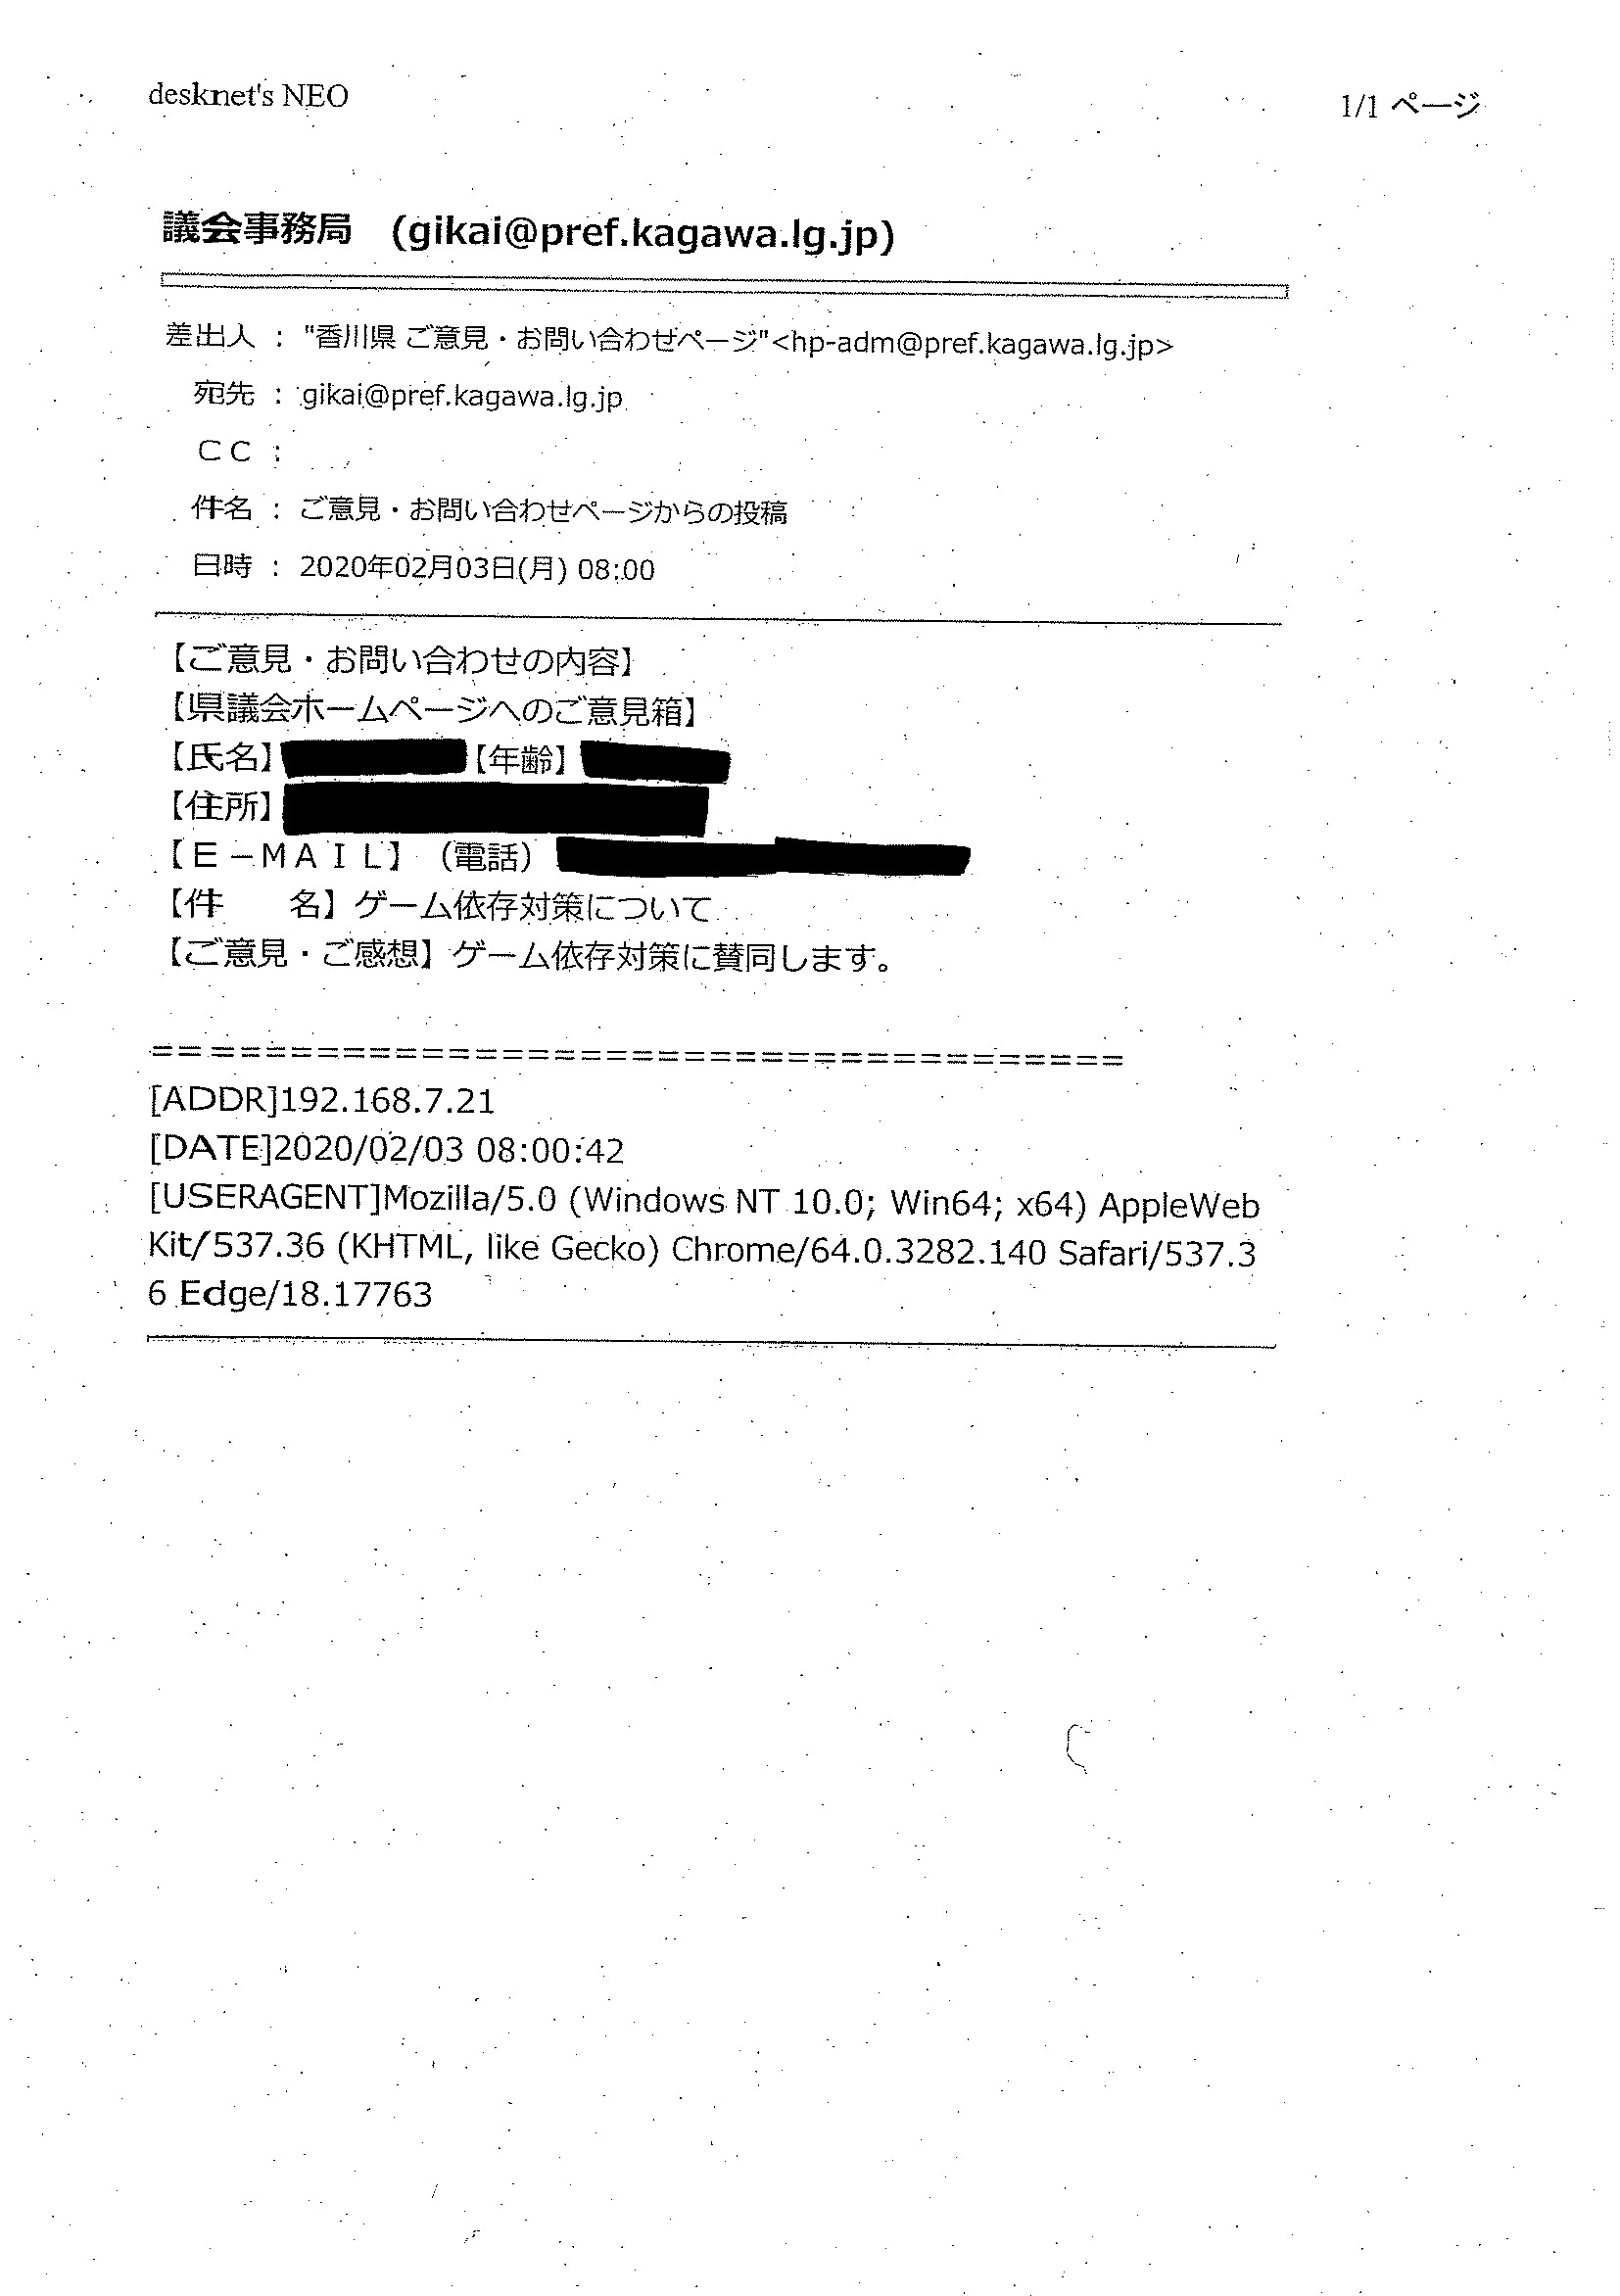 desknet's NEO
1/1 ページ
議会事務局　(gikai@pref.kagawa.lg.jp)
差出人 ： "香川県 ご意見・お問い合わせページ"<hp-adm@pref.kagawa.lg.jp>
宛先 ： gikai@pref.kagawa.lg.jp
ＣＣ ：
件名 ： ご意見・お問い合わせページからの投稿
日時 ： 2020年02月03日(月) 08:00
【ご意見・お問い合わせの内容】
【県議会ホームページへのご意見箱】
【氏名】【年齢】
【住所】
【Ｅ－ＭＡＩＬ】（電話）
【件　　名】ゲーム依存対策について
【ご意見・ご感想】ゲーム依存対策に賛同します。
=====================================
[ADDR]192.168.7.21
[DATE]2020/02/03 08:00:42
[USERAGENT]Mozilla/5.0 (Windows NT 10.0; Win64; x64) AppleWeb
Kit/537.36 (KHTML, like Gecko) Chrome/64.0.3282.140 Safari/537.3
6 Edge/18.17763